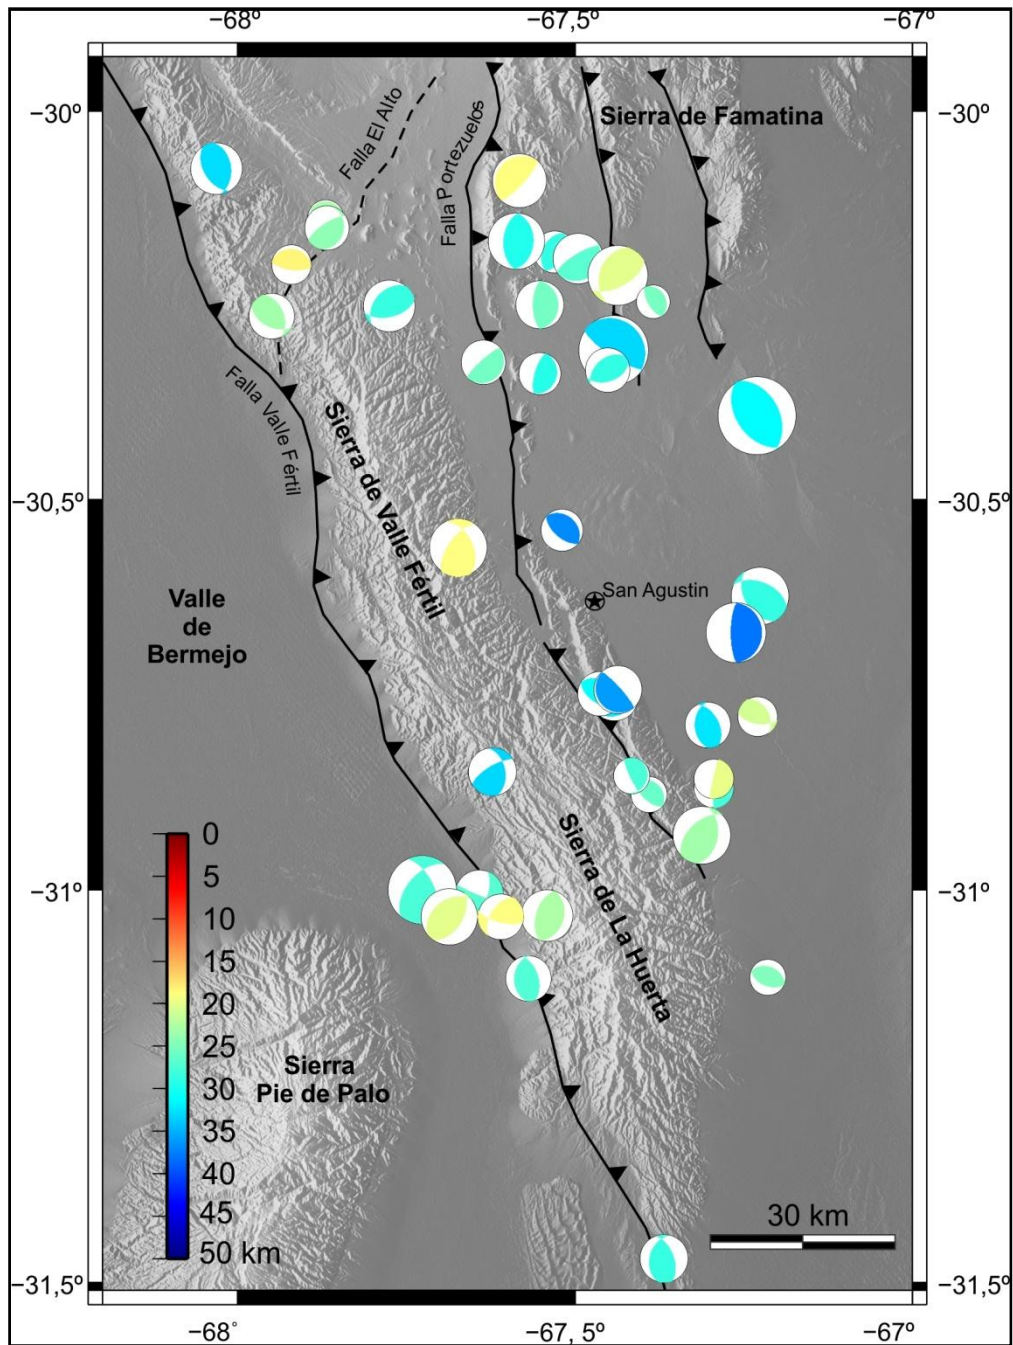 −68º −67,5º −67º
−30º
Sierra de Famatina
Falla El Alto
Falla Portezuelos
Falla Valle Fértil
Sierra de Valle Fértil
−30,5º −30,5º
San Agustin
Valle
de
Bermejo
−30º
Sierra de La Huerta
−31º −31º
0
5
10
15
20
25
30
35
40
45
50 km
Sierra
Pie de Palo
30 km
−31,5º −31,5º
−68° −67, 5° −67°